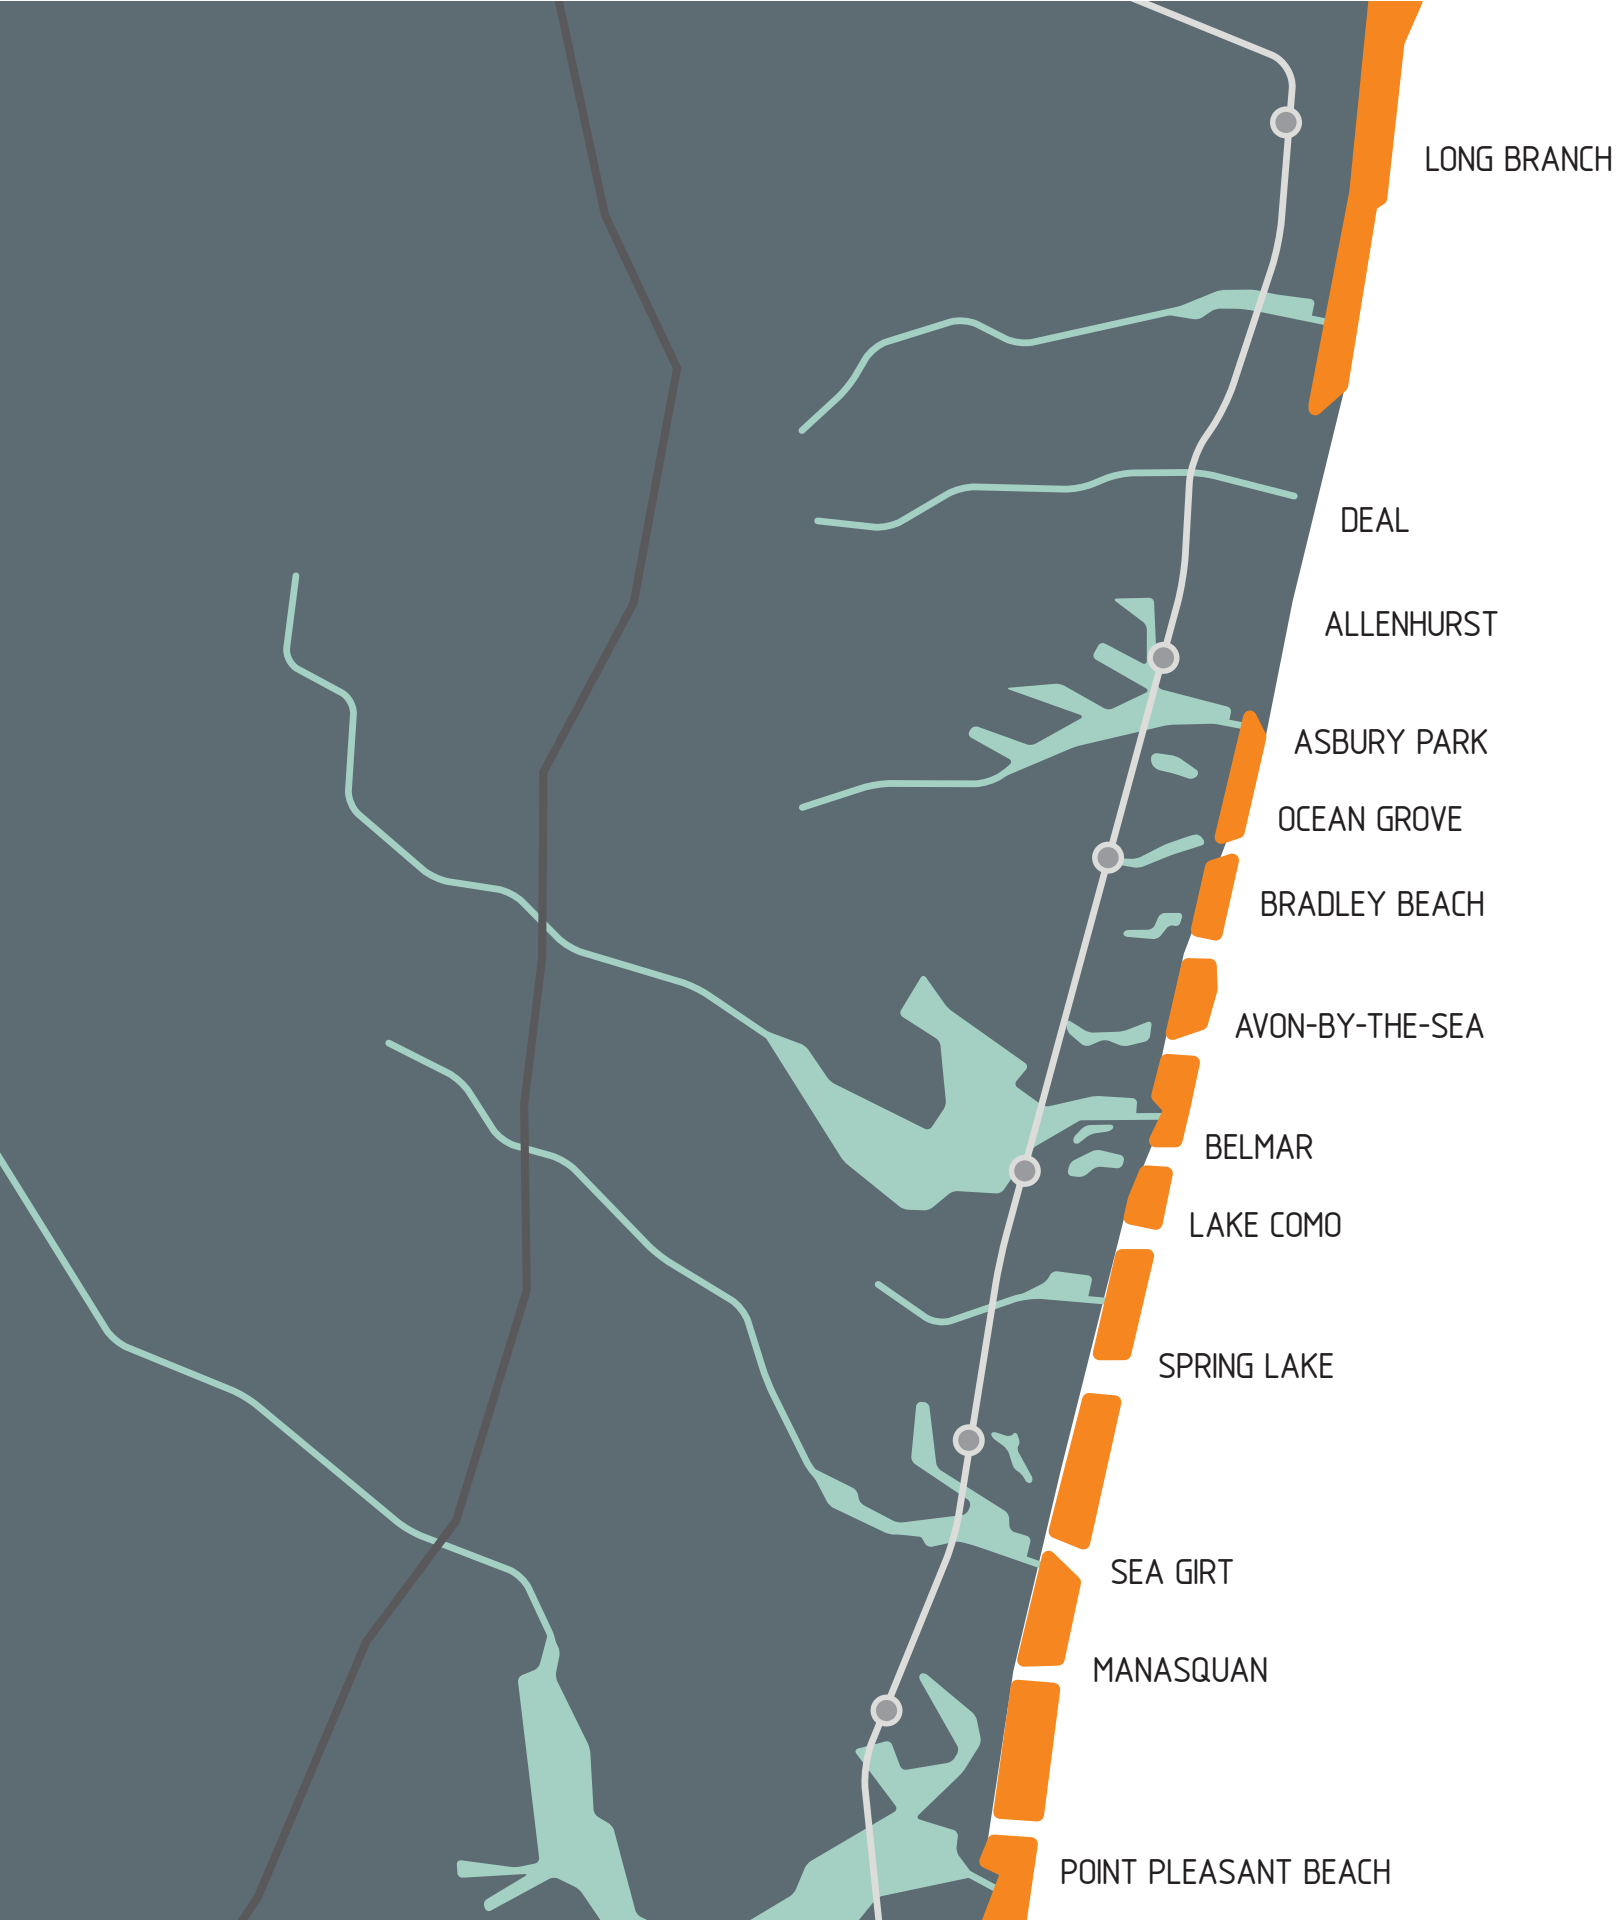 LONG BRANCH
DEAL
ALLENHURST
ASBURY PARK
OCEAN GROVE
BRADLEY BEACH
AVON-BY-THE-SEA
BELMAR
LAKE COMO
SPRING LAKE
SEA GIRT
MANASQUAN
POINT PLEASANT BEACH